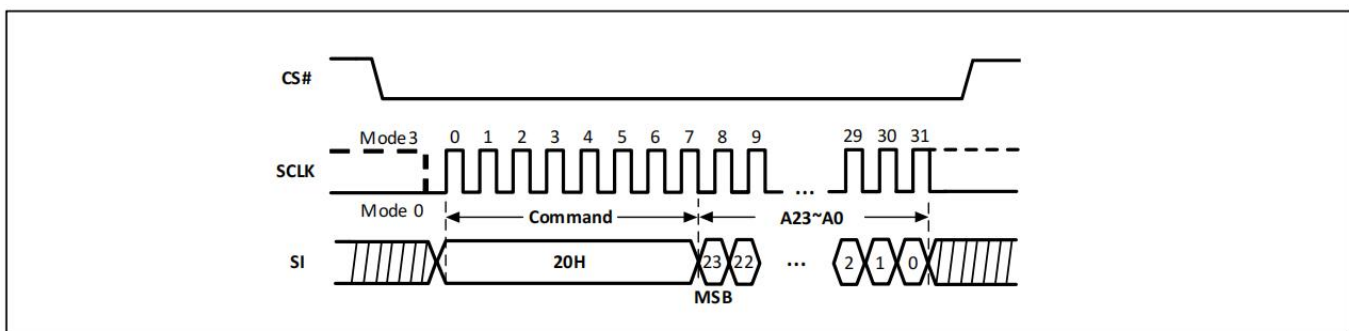 CS#
Mode 3
0 1 2 3 4 5 6 7 8 9 29 30 31
SCLK
...
Mode 0
Command
A23~A0
SI
20H
23 22 ... 2 1 0
MSB